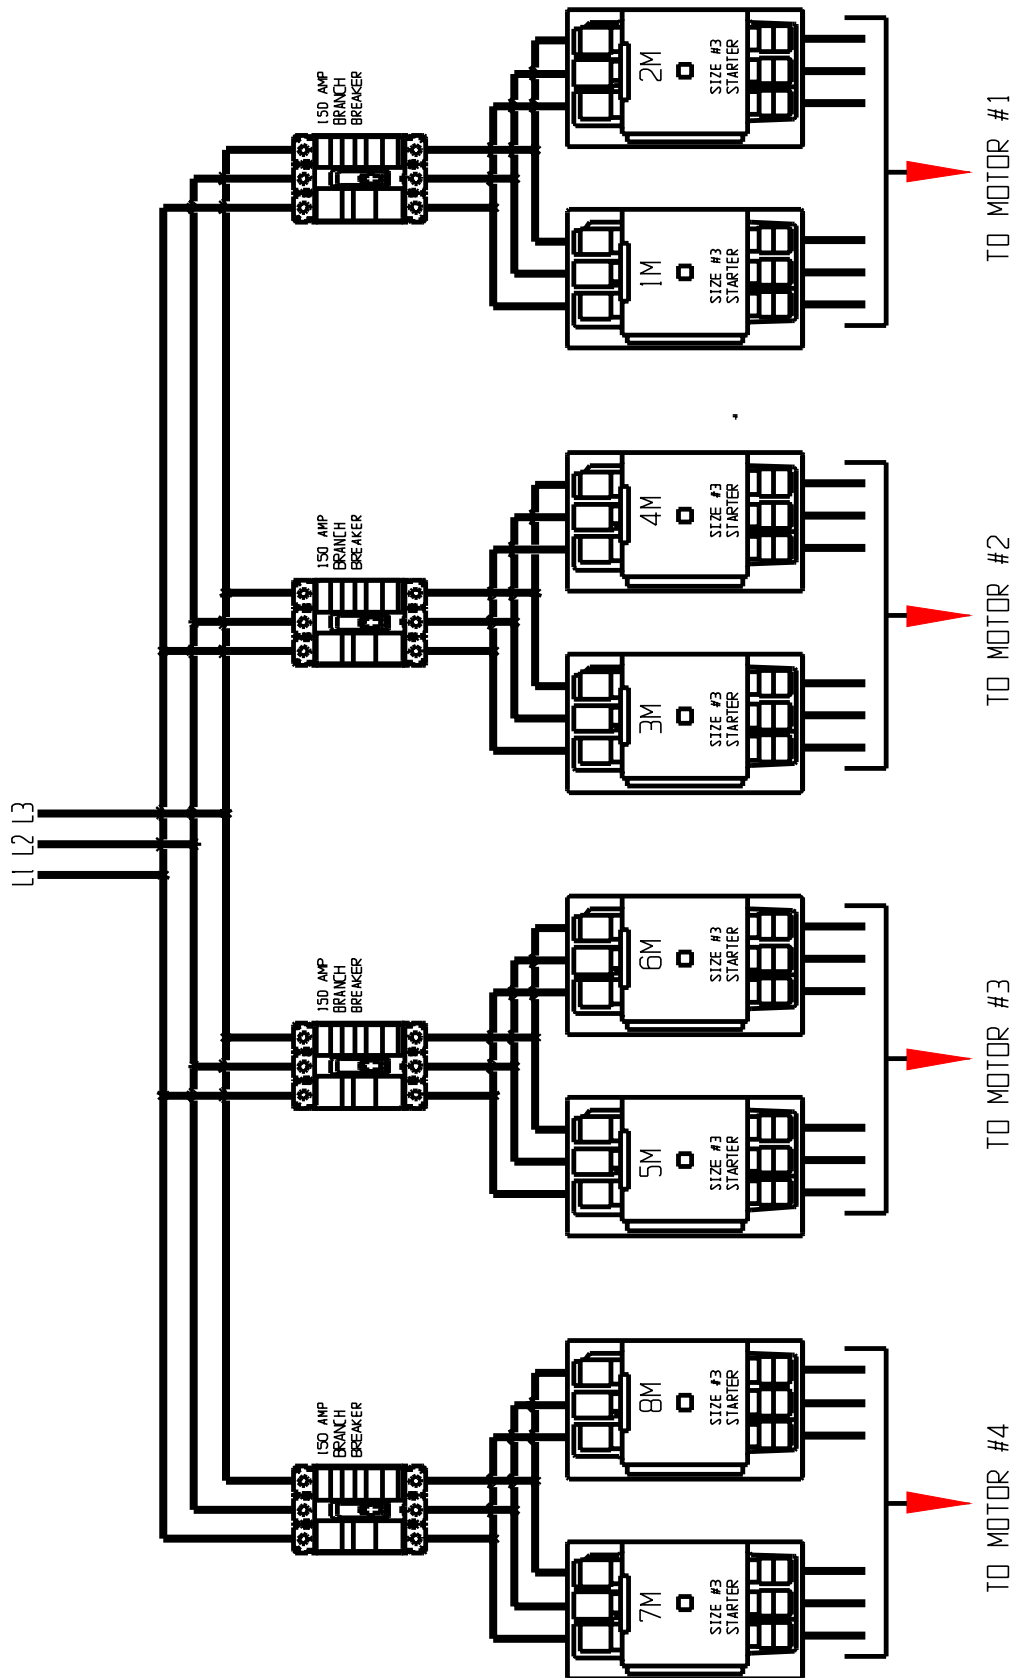 L1 L2 L3
150 AMP
BRANCH
BREAKER
150 AMP
BRANCH
BREAKER
150 AMP
BRANCH
BREAKER
150 AMP
BRANCH
BREAKER
7M
SIZE #3
STARTER
8M
SIZE #3
STARTER
5M
SIZE #3
STARTER
6M
SIZE #3
STARTER
3M
SIZE #3
STARTER
4M
SIZE #3
STARTER
1M
SIZE #3
STARTER
2M
SIZE #3
STARTER
TO MOTOR #4
TO MOTOR #3
TO MOTOR #2
TO MOTOR #1